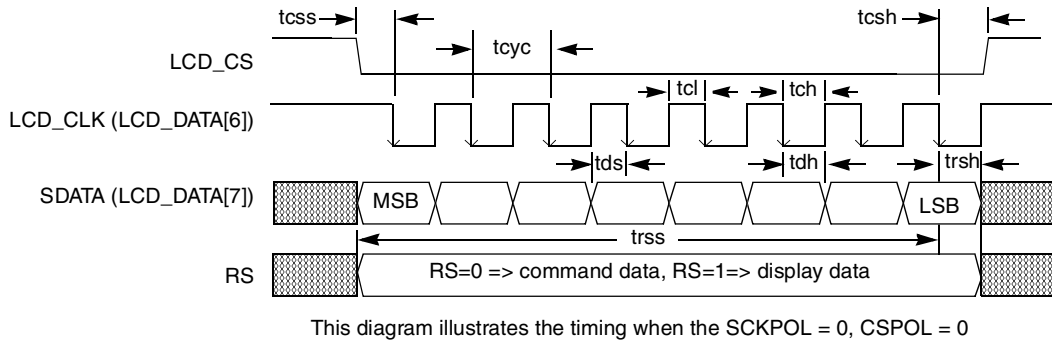 tcss
tcsh
tcyc
LCD_CS
tcl
tch
LCD_CLK (LCD_DATA[6])
tds
tdh
trsh
SDATA (LCD_DATA[7])
MSB
LSB
trss
RS
RS=0 => command data, RS=1=> display data
This diagram illustrates the timing when the SCKPOL = 0, CSPOL = 0